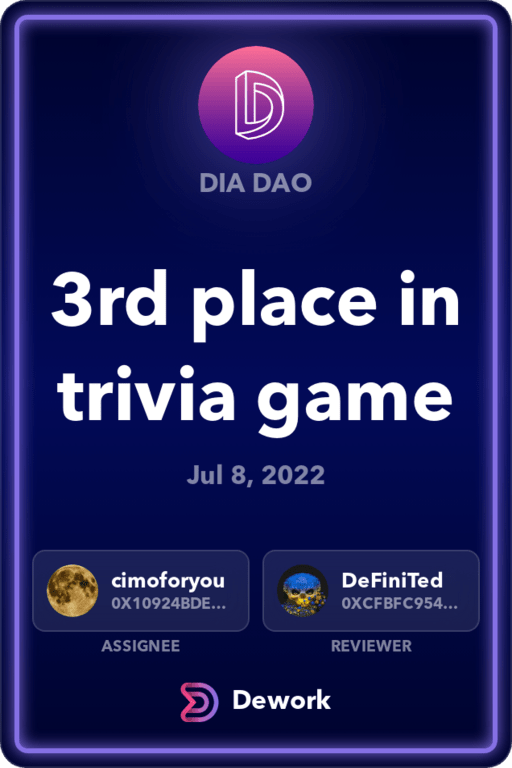 DIA DAO
3rd place in
trivia game
Jul 8, 2022
cimoforyou
0X10924BDE...
ASSIGNEE
DeFiniTed
0XCFBFC954...
REVIEWER
Dework